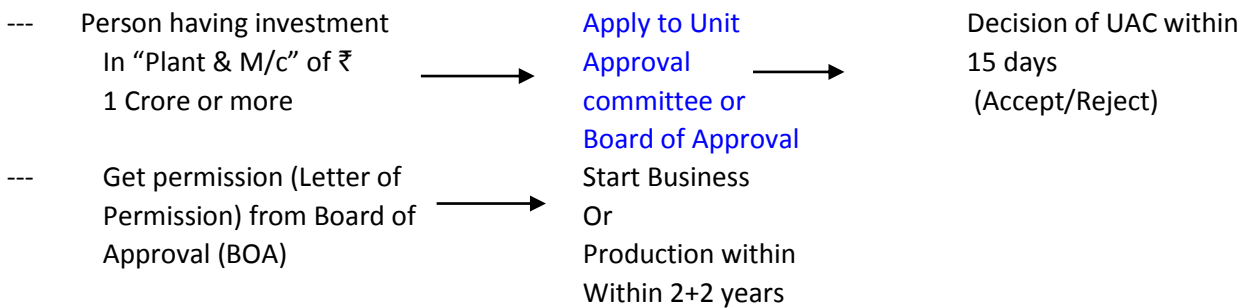 --- Person having investment
In “Plant & M/c” of ₹
1 Crore or more
Apply to Unit
Approval
committee or
Board of Approval
Decision of UAC within
15 days
(Accept/Reject)
--- Get permission (Letter of
Permission) from Board of
Approval (BOA)
Start Business
Or
Production within
Within 2+2 years